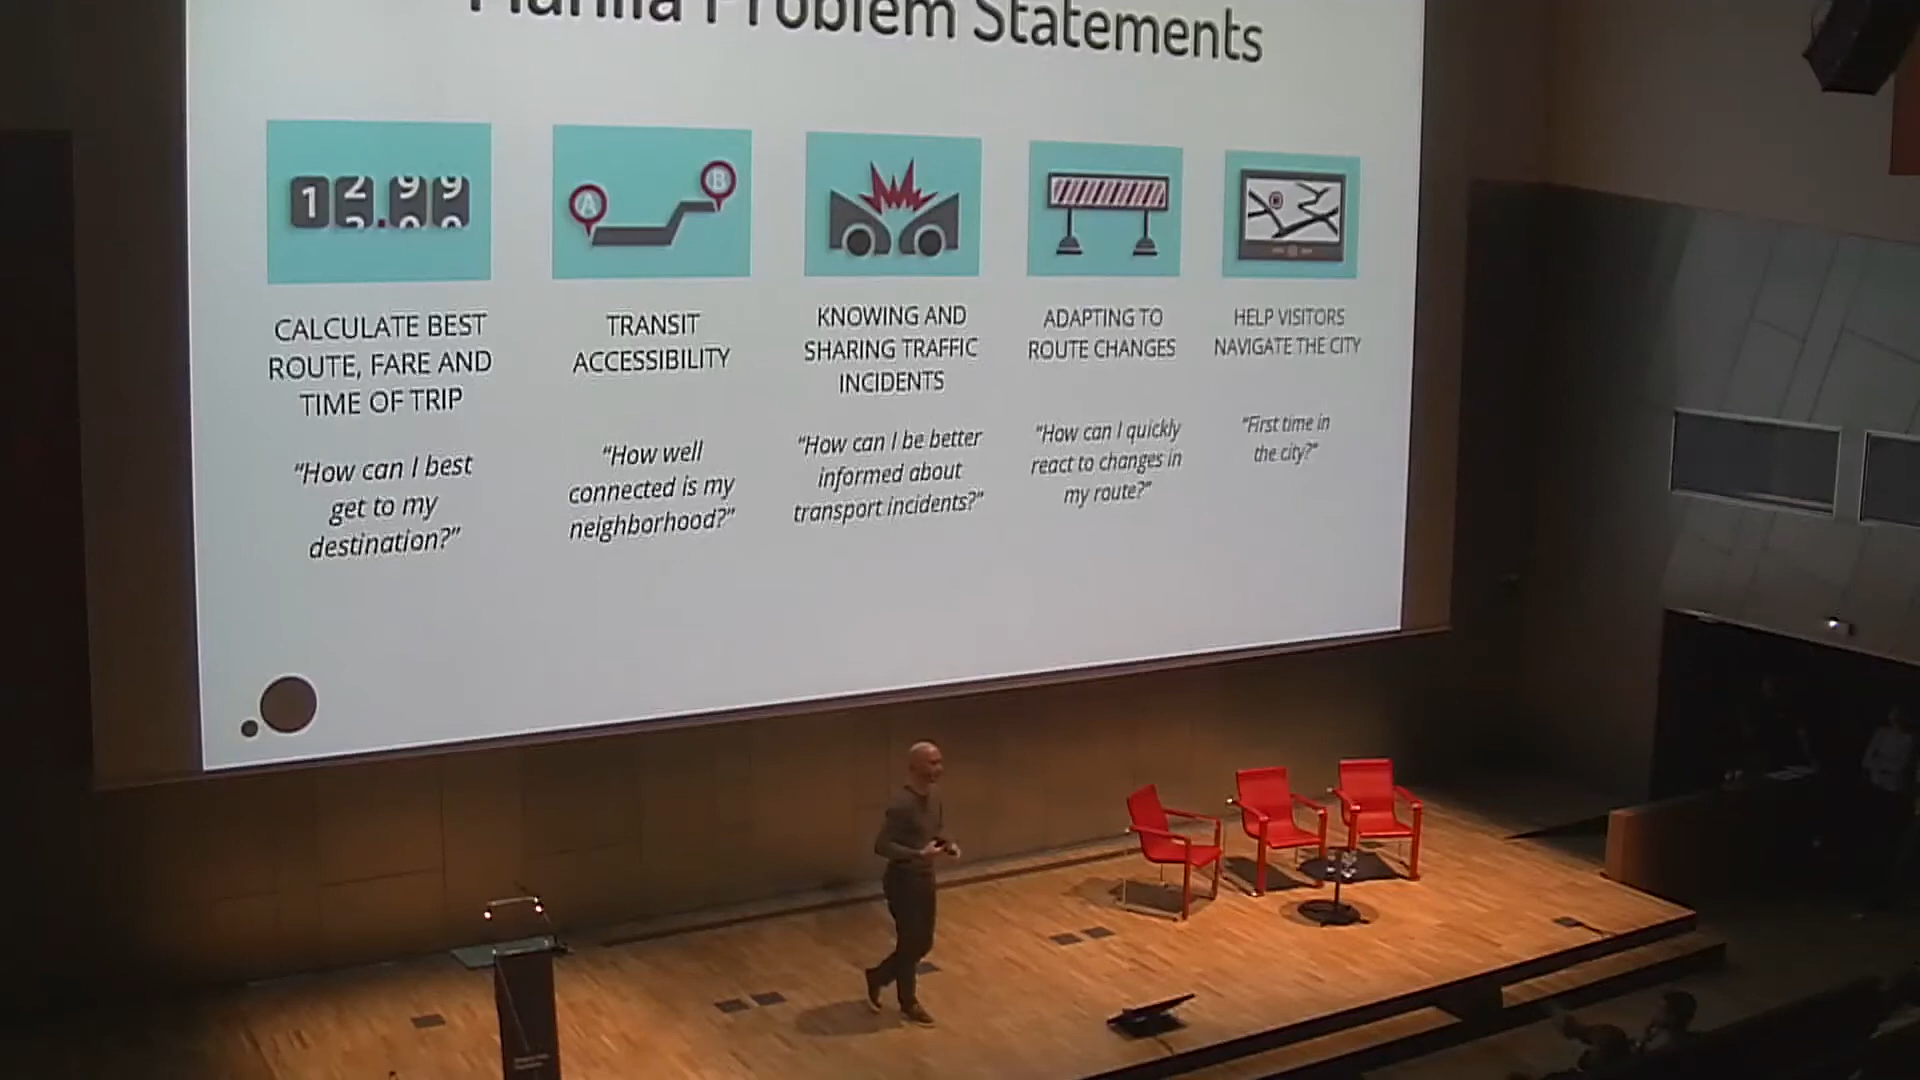 Manila Problem Statements
12.99
A
B
CALCULATE BEST
ROUTE, FARE AND
TIME OF TRIP
"How can I best
get to my
destination?"
TRANSIT
ACCESSIBILITY
"How well
connected is my
neighborhood?"
KNOWING AND
SHARING TRAFFIC
INCIDENTS
"How can I be better
informed about
transport incidents?"
ADAPTING TO
ROUTE CHANGES
"How can I quickly
react to changes in
my route?"
HELP VISITORS
NAVIGATE THE CITY
"First time in
the city?"